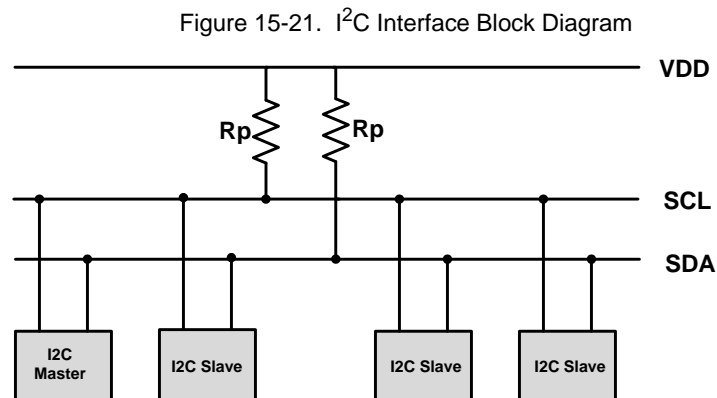 Figure 15-21. I²C Interface Block Diagram
VDD
Rp
Rp
SCL
SDA
I2C
Master
I2C Slave
I2C Slave
I2C Slave